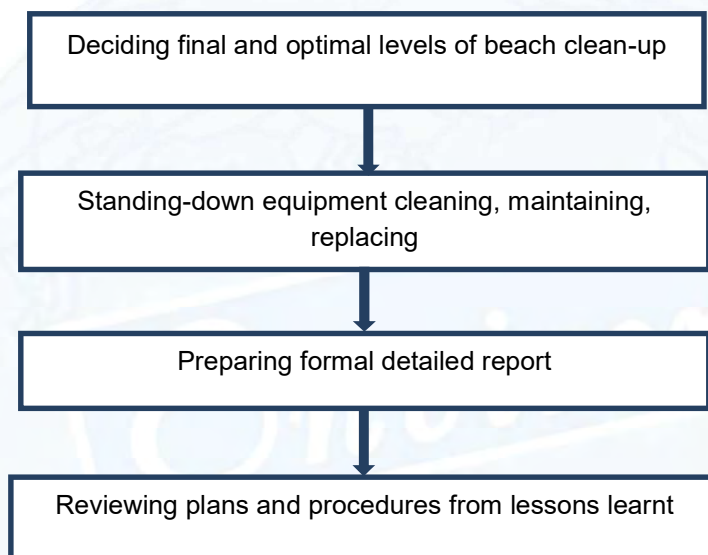 Deciding final and optimal levels of beach clean-up
Standing-down equipment cleaning, maintaining,
replacing
Preparing formal detailed report
Reviewing plans and procedures from lessons learnt